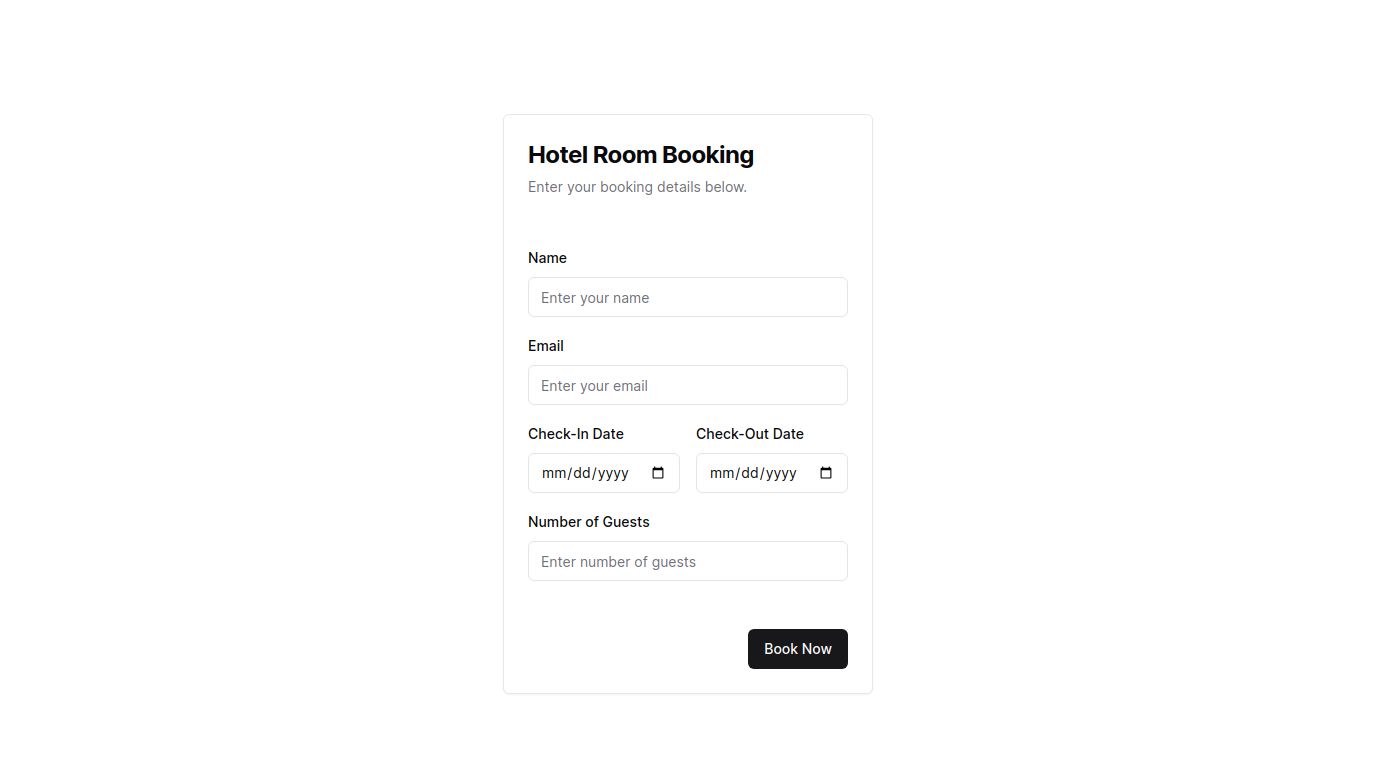 Hotel Room Booking
Enter your booking details below.
Name
Enter your name
Email
Enter your email
Check-In Date Check-Out Date
mm/dd/yyyy mm/dd/yyyy
Number of Guests
Enter number of guests
Book Now